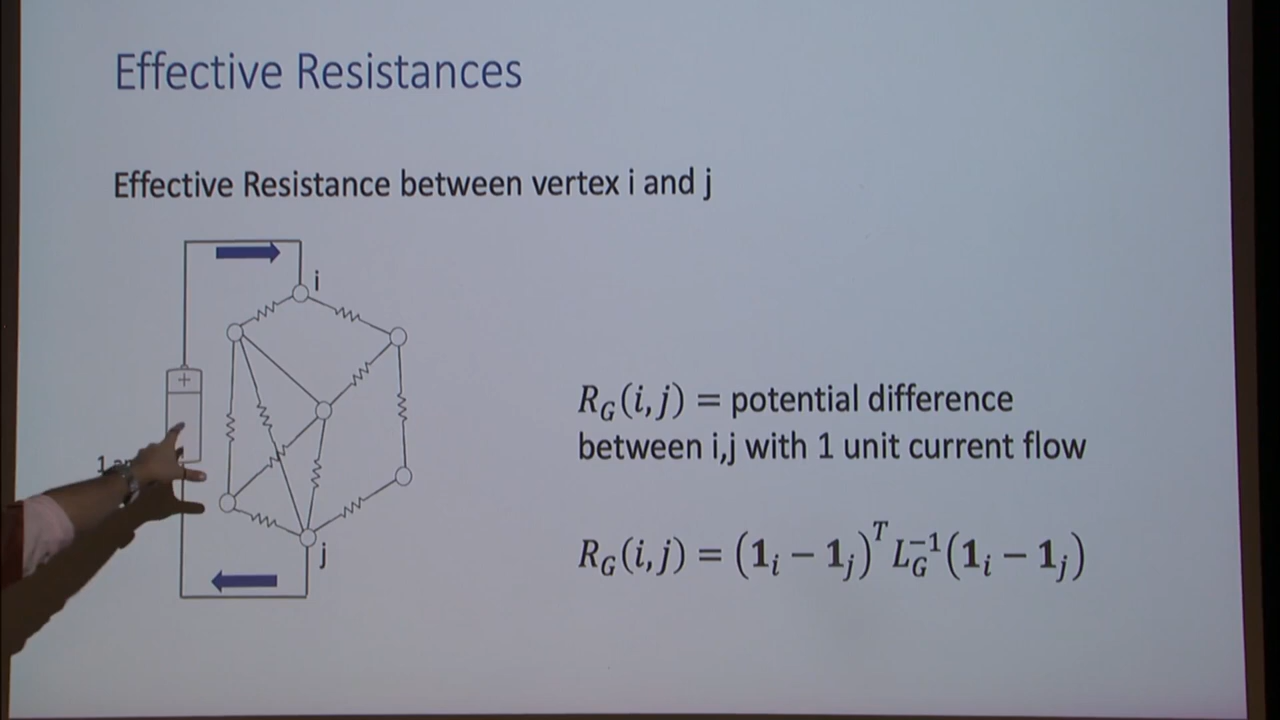 Effective Resistances
Effective Resistance between vertex i and j
i
+
1
j
R_G(i,j) = potential difference
between i,j with 1 unit current flow
R_G(i,j) = (𝟏_i − 𝟏_j)^T L_G^{-1} (𝟏_i − 𝟏_j)